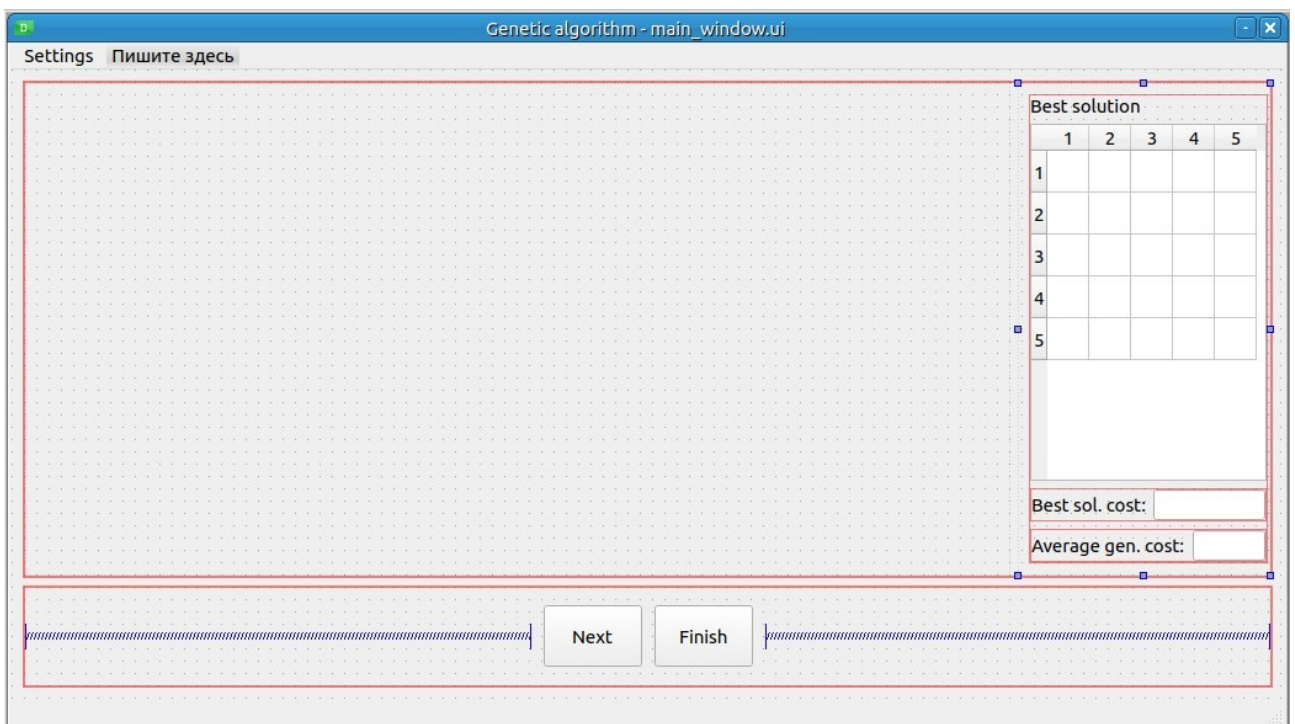 D
Genetic algorithm - main_window.ui
Settings Пишите здесь
Best solution
1 2 3 4 5
1
2
3
4
5
Best sol. cost:
Average gen. cost:
Next Finish